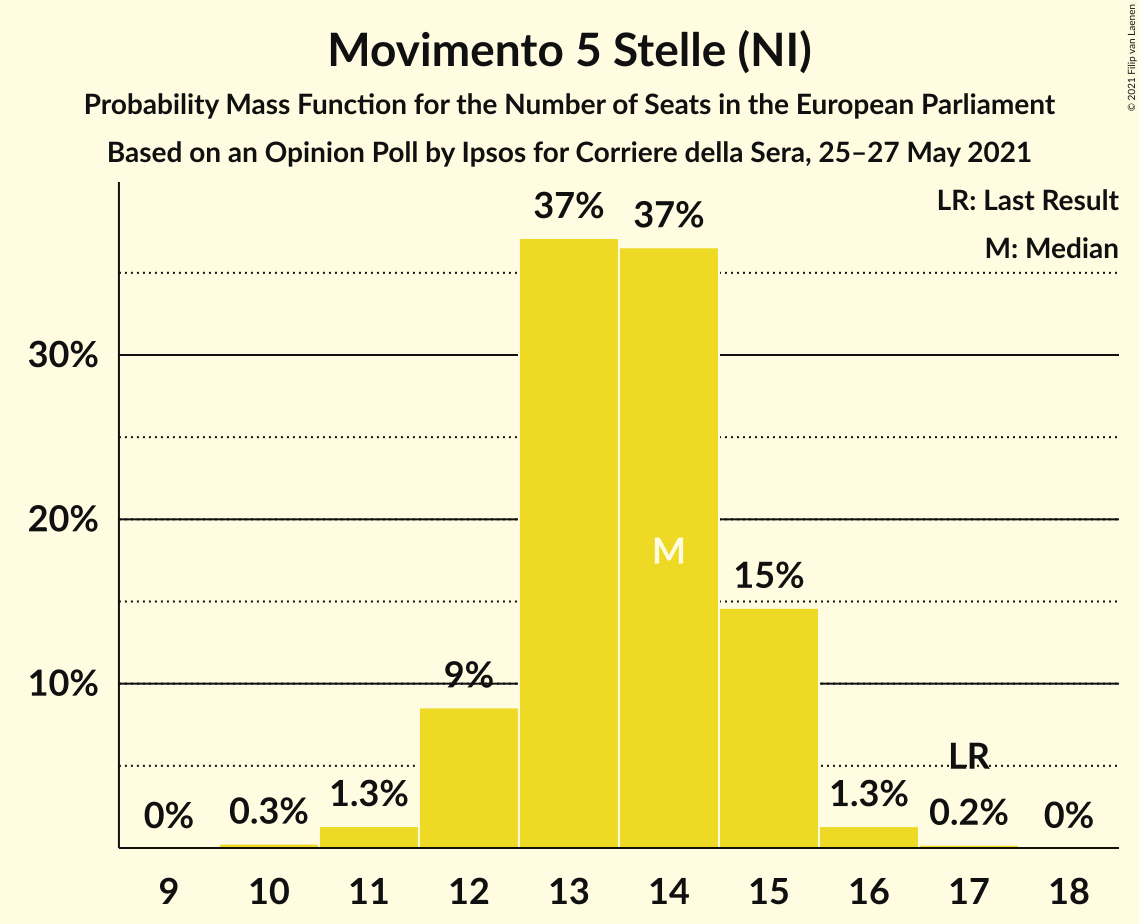 Movimento 5 Stelle (NI)
Probability Mass Function for the Number of Seats in the European Parliament
Based on an Opinion Poll by Ipsos for Corriere della Sera, 25–27 May 2021
© 2021 Filip van Laenen
LR: Last Result
M: Median
37%
37%
30%
20%
M
15%
10%
9%
LR
0%
0.3%
1.3%
1.3%
0.2%
0%
9 10 11 12 13 14 15 16 17 18